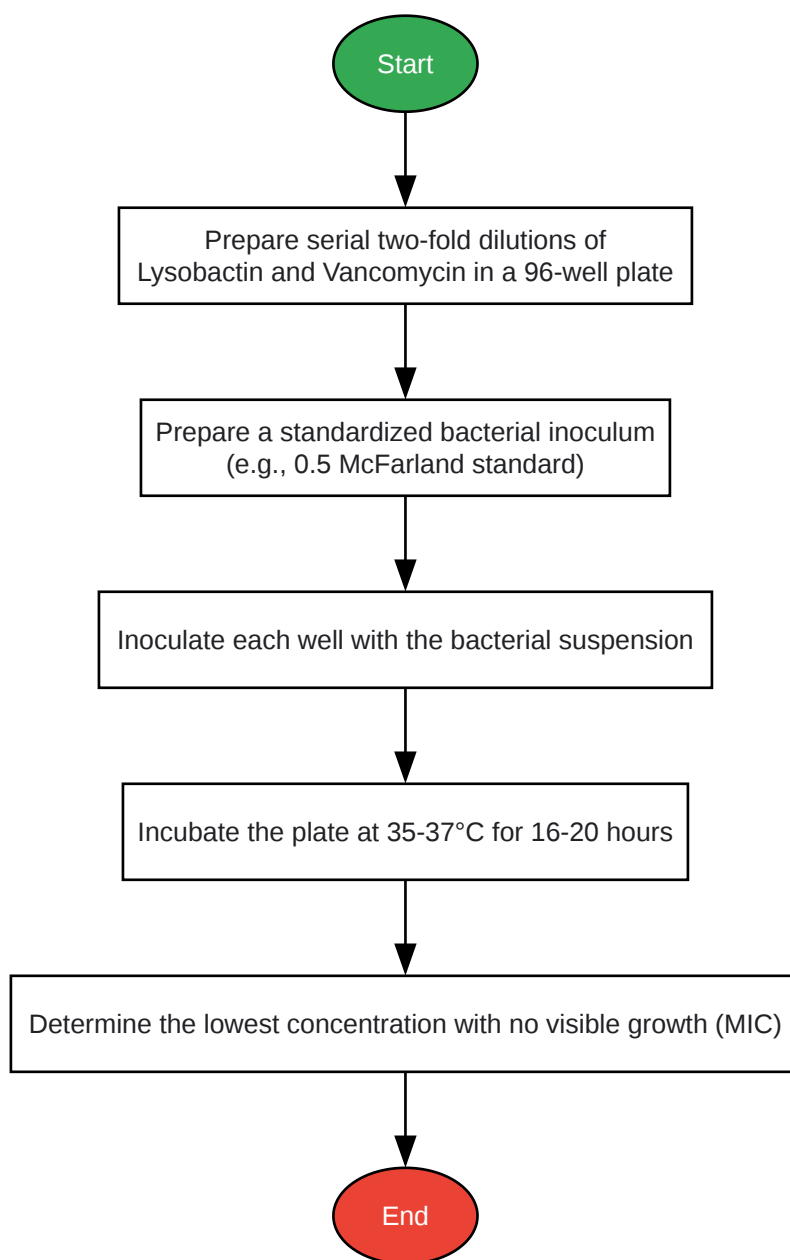 Start
Prepare serial two-fold dilutions of
Lysobactin and Vancomycin in a 96-well plate
Prepare a standardized bacterial inoculum
(e.g., 0.5 McFarland standard)
Inoculate each well with the bacterial suspension
Incubate the plate at 35-37°C for 16-20 hours
Determine the lowest concentration with no visible growth (MIC)
End